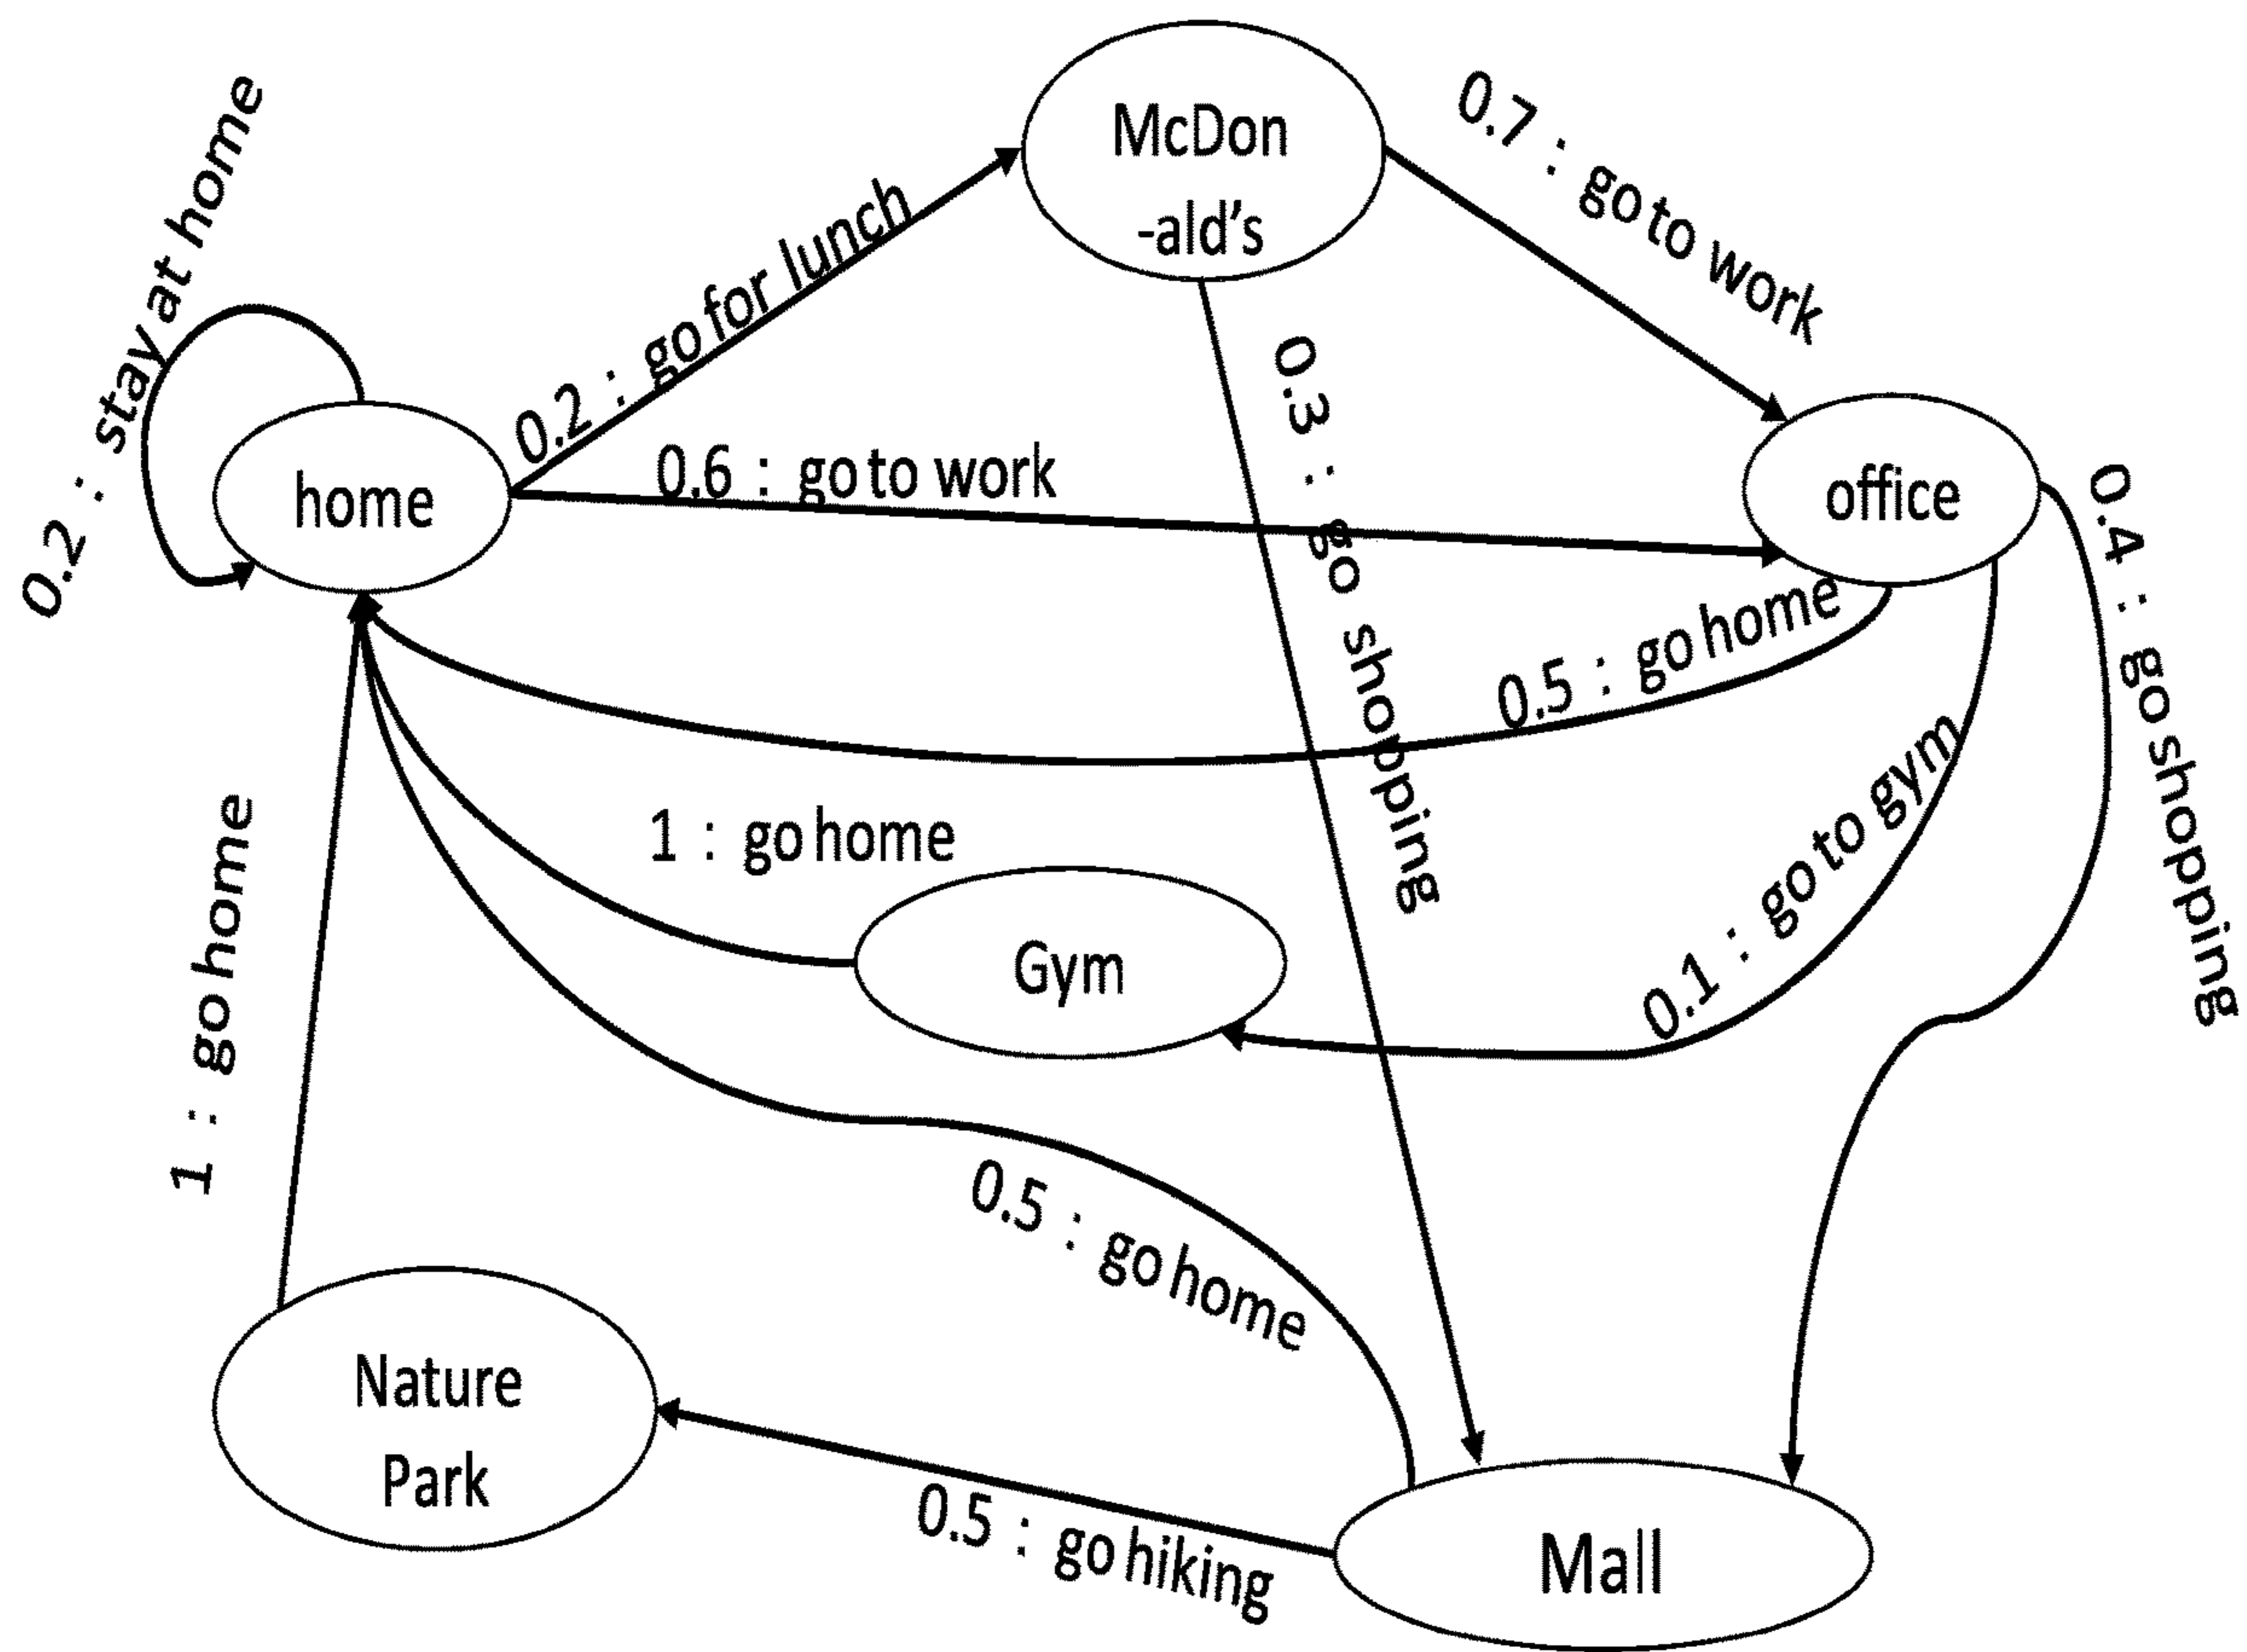 McDon
-ald's
0.7 : go to work
0.2 : stay at home
0.2 : go for lunch
0.3 : go shopping
home
0.6 : go to work
office
0.4 : go shopping
0.5 : go home
0.1 : go to gym
1 : go home
1 : go home
Gym
0.5 : go home
Nature
Park
0.5 : go hiking
Mall